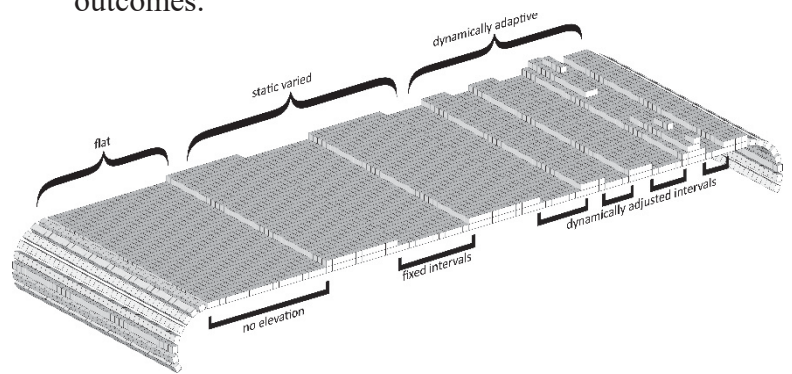 outcomes.
dynamically adaptive
static varied
flat
dynamically adjusted intervals
fixed intervals
no elevation